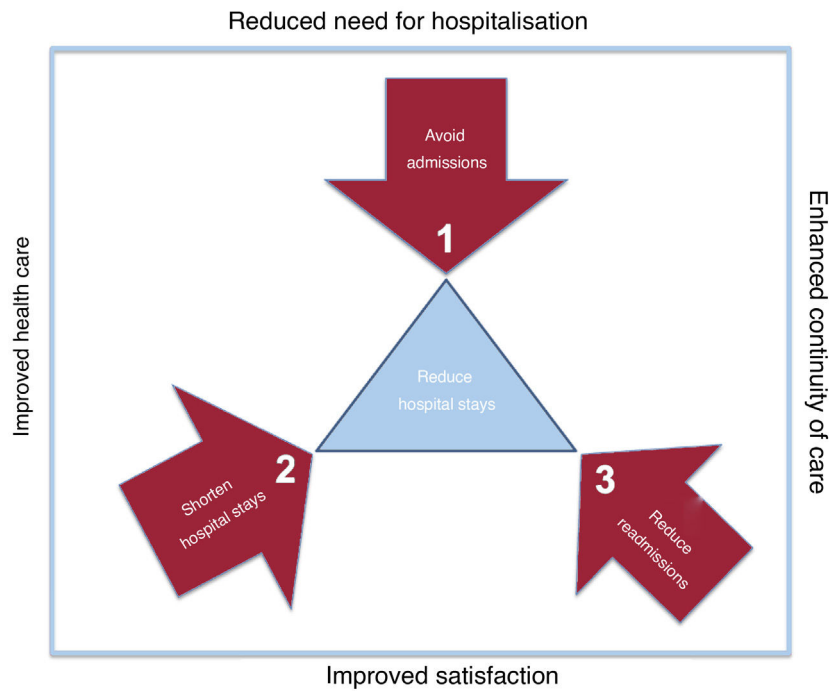 Reduced need for hospitalisation
Avoid
admissions
1
Improved health care
Enhanced continuity of care
Reduce
hospital stays
2
Shorten
hospital stays
3
Reduce
readmissions
Improved satisfaction